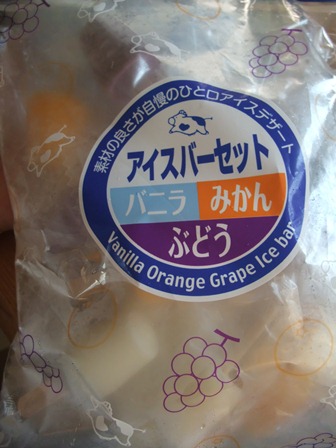 素材の良さが自慢のひと口アイスデザート
アイスバーセット
バニラ みかん
ぶどう
Vanilla Orange Grape Ice bar